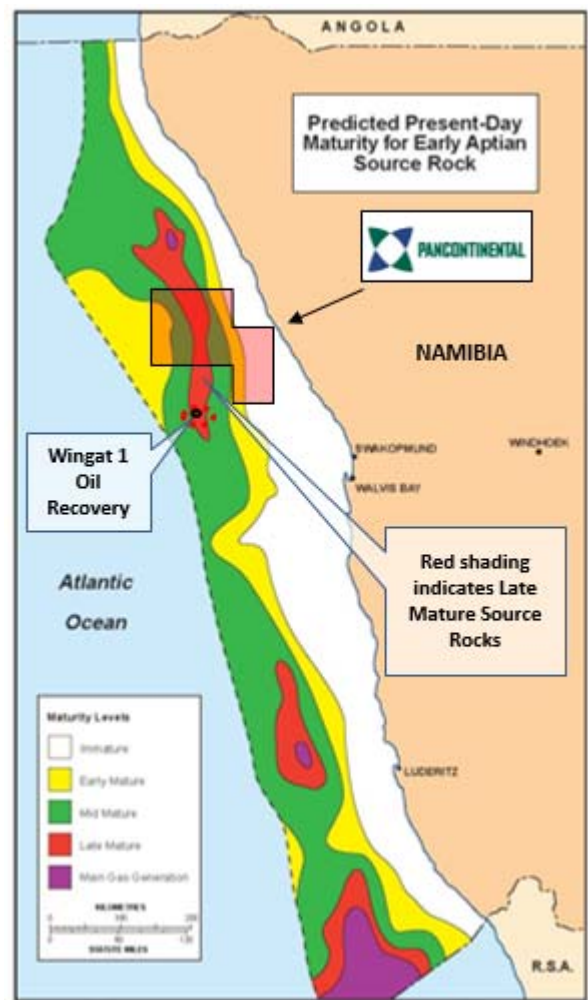 ANGOLA
Predicted Present-Day
Maturity for Early Aptian
Source Rock
PANCONTINENTAL
NAMIBIA
Wingat 1
Oil
Recovery
SWAKOPMUND
WINDHOEK
WALVIS BAY
Red shading
indicates Late
Mature Source
Rocks
Atlantic
Ocean
Maturity Levels
Immature
Early Mature
Mid Mature
Late Mature
Main Gas Generation
KILOMETRES
STATUTE MILES
LUDERITZ
R.S.A.